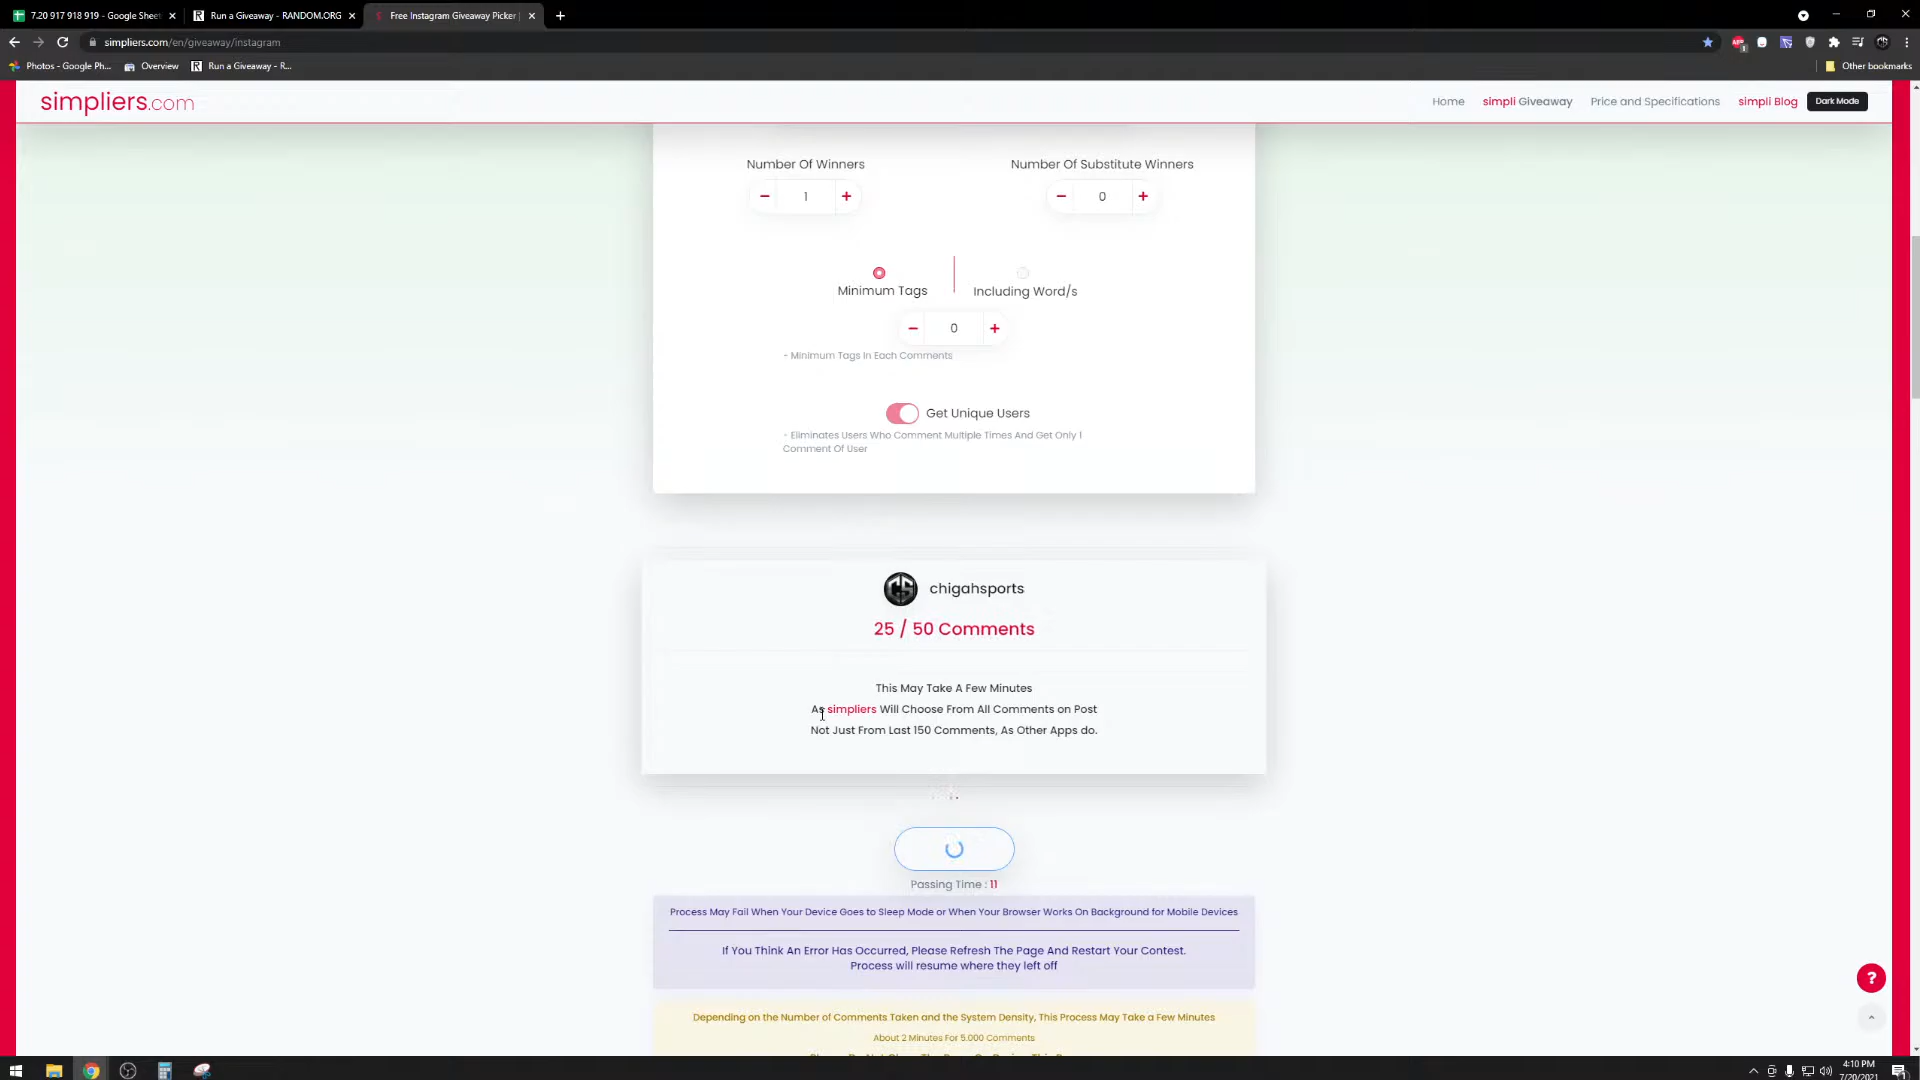 7.20 917 918 919 - Google Sheet
Run a Giveaway - RANDOM.ORG
Free Instagram Giveaway Picker
simpliers.com/en/giveaway/instagram
Photos - Google Ph...
Overview
Run a Giveaway - R...
Other bookmarks
simpliers.com
Home
simpli Giveaway
Price and Specifications
simpli Blog
Dark Mode
Number Of Winners
Number Of Substitute Winners
− 1 +
− 0 +
Minimum Tags
Including Word/s
− 0 +
- Minimum Tags In Each Comments
Get Unique Users
- Eliminates Users Who Comment Multiple Times And Get Only 1
Comment Of User
CS
chigahsports
25 / 50 Comments
This May Take A Few Minutes
As simpliers Will Choose From All Comments on Post
Not Just From Last 150 Comments, As Other Apps do.
Passing Time : 11
Process May Fail When Your Device Goes to Sleep Mode or When Your Browser Works On Background for Mobile Devices
If You Think An Error Has Occurred, Please Refresh The Page And Restart Your Contest.
Process will resume where they left off
?
Depending on the Number of Comments Taken and the System Density, This Process May Take a Few Minutes
About 2 Minutes For 5.000 Comments
4:10 PM
7/20/2021